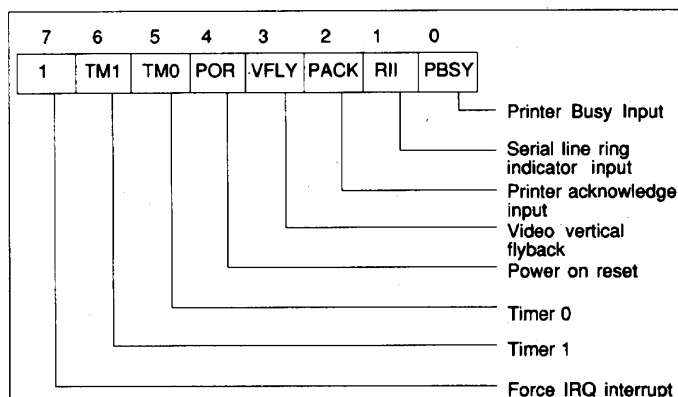 7 6 5 4 3 2 1 0
1 TM1 TM0 POR VFLY PACK RII PBSY
Printer Busy Input
Serial line ring
indicator input
Printer acknowledge
input
Video vertical
flyback
Power on reset
Timer 0
Timer 1
Force IRQ interrupt